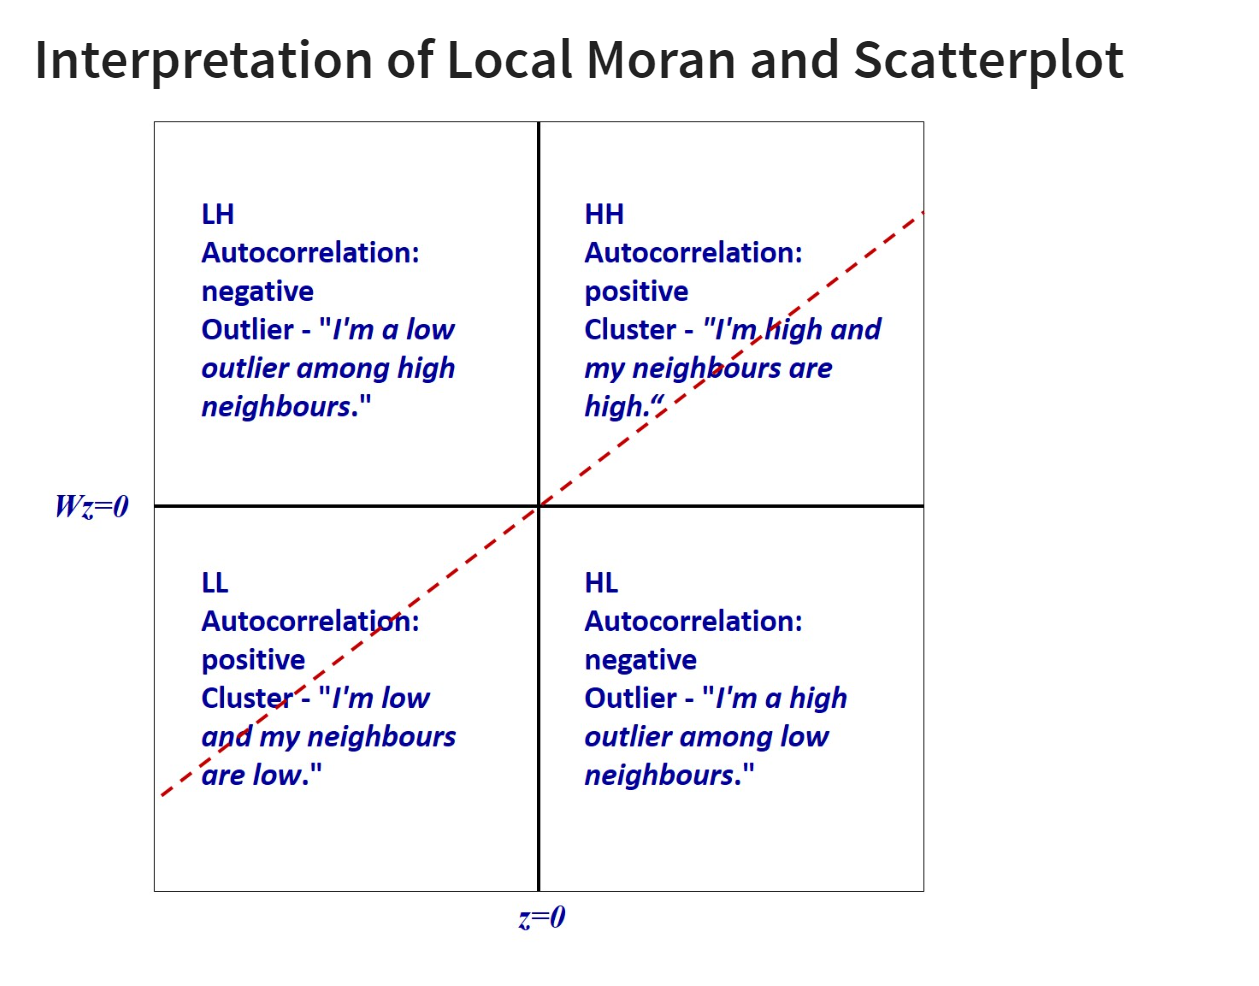 Interpretation of Local Moran and Scatterplot
LH
Autocorrelation:
negative
Outlier - "I'm a low
outlier among high
neighbours."
HH
Autocorrelation:
positive
Cluster - "I'm high and
my neighbours are
high.“
Wz=0
LL
Autocorrelation:
positive
Cluster - "I'm low
and my neighbours
are low."
HL
Autocorrelation:
negative
Outlier - "I'm a high
outlier among low
neighbours."
z=0